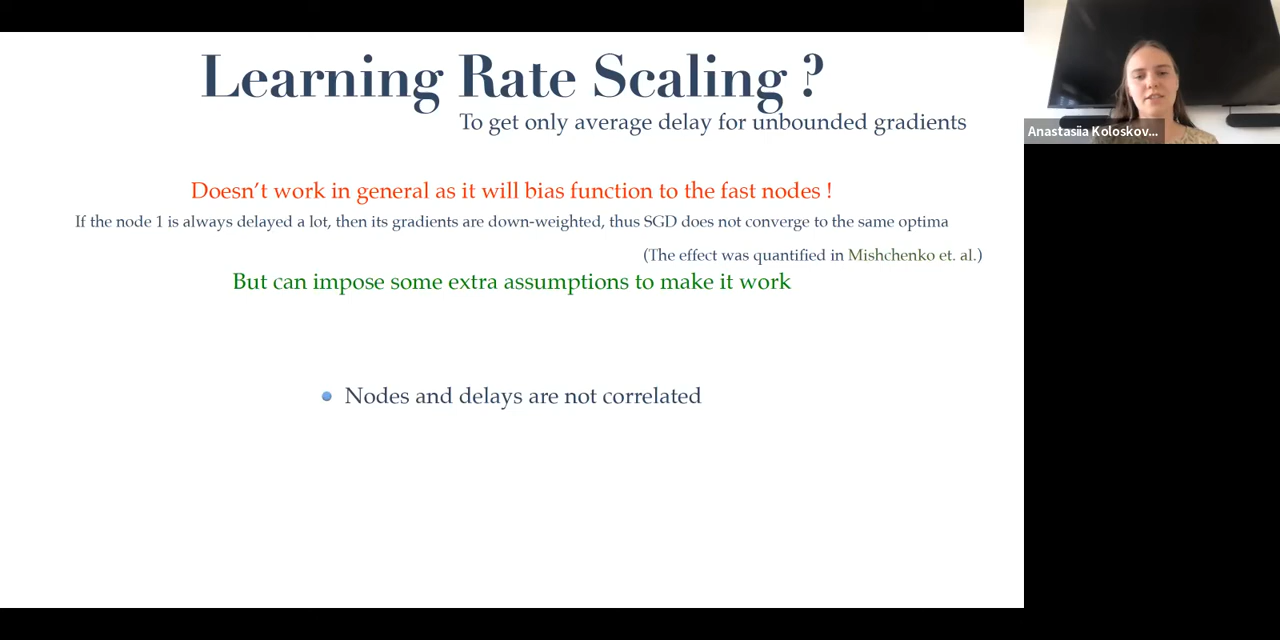 Learning Rate Scaling ?
To get only average delay for unbounded gradients
Doesn’t work in general as it will bias function to the fast nodes !
If the node 1 is always delayed a lot, then its gradients are down-weighted, thus SGD does not converge to the same optima
(The effect was quantified in Mishchenko et. al.)
But can impose some extra assumptions to make it work
Nodes and delays are not correlated
Anastasiia Koloskov...